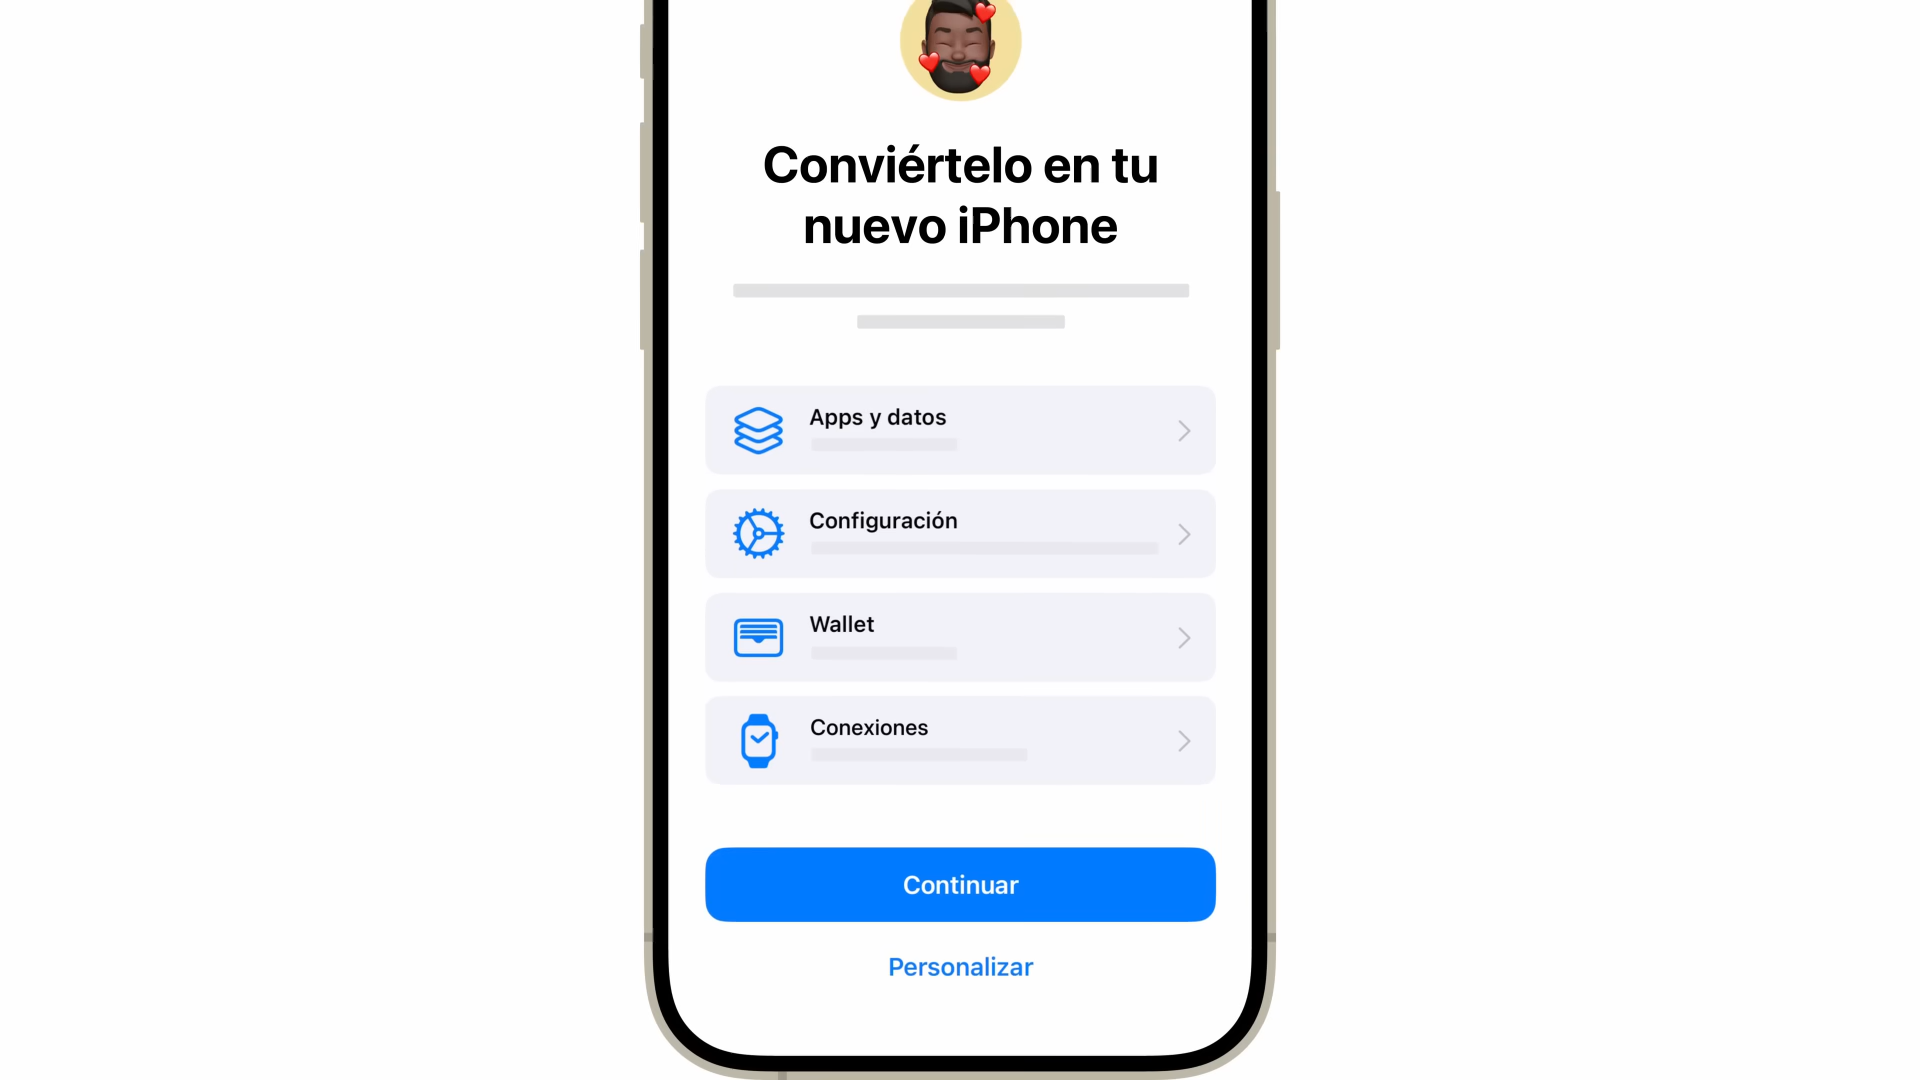 Conviértelo en tu
nuevo iPhone
Apps y datos
Configuración
Wallet
Conexiones
Continuar
Personalizar